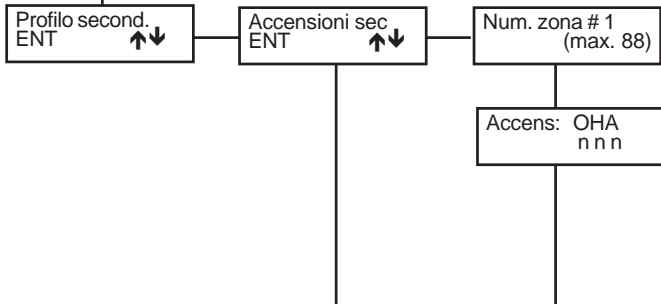 Profilo second.
ENT ↑↓
Accensioni sec
ENT ↑↓
Num. zona # 1
(max. 88)
Accens: OHA
n n n